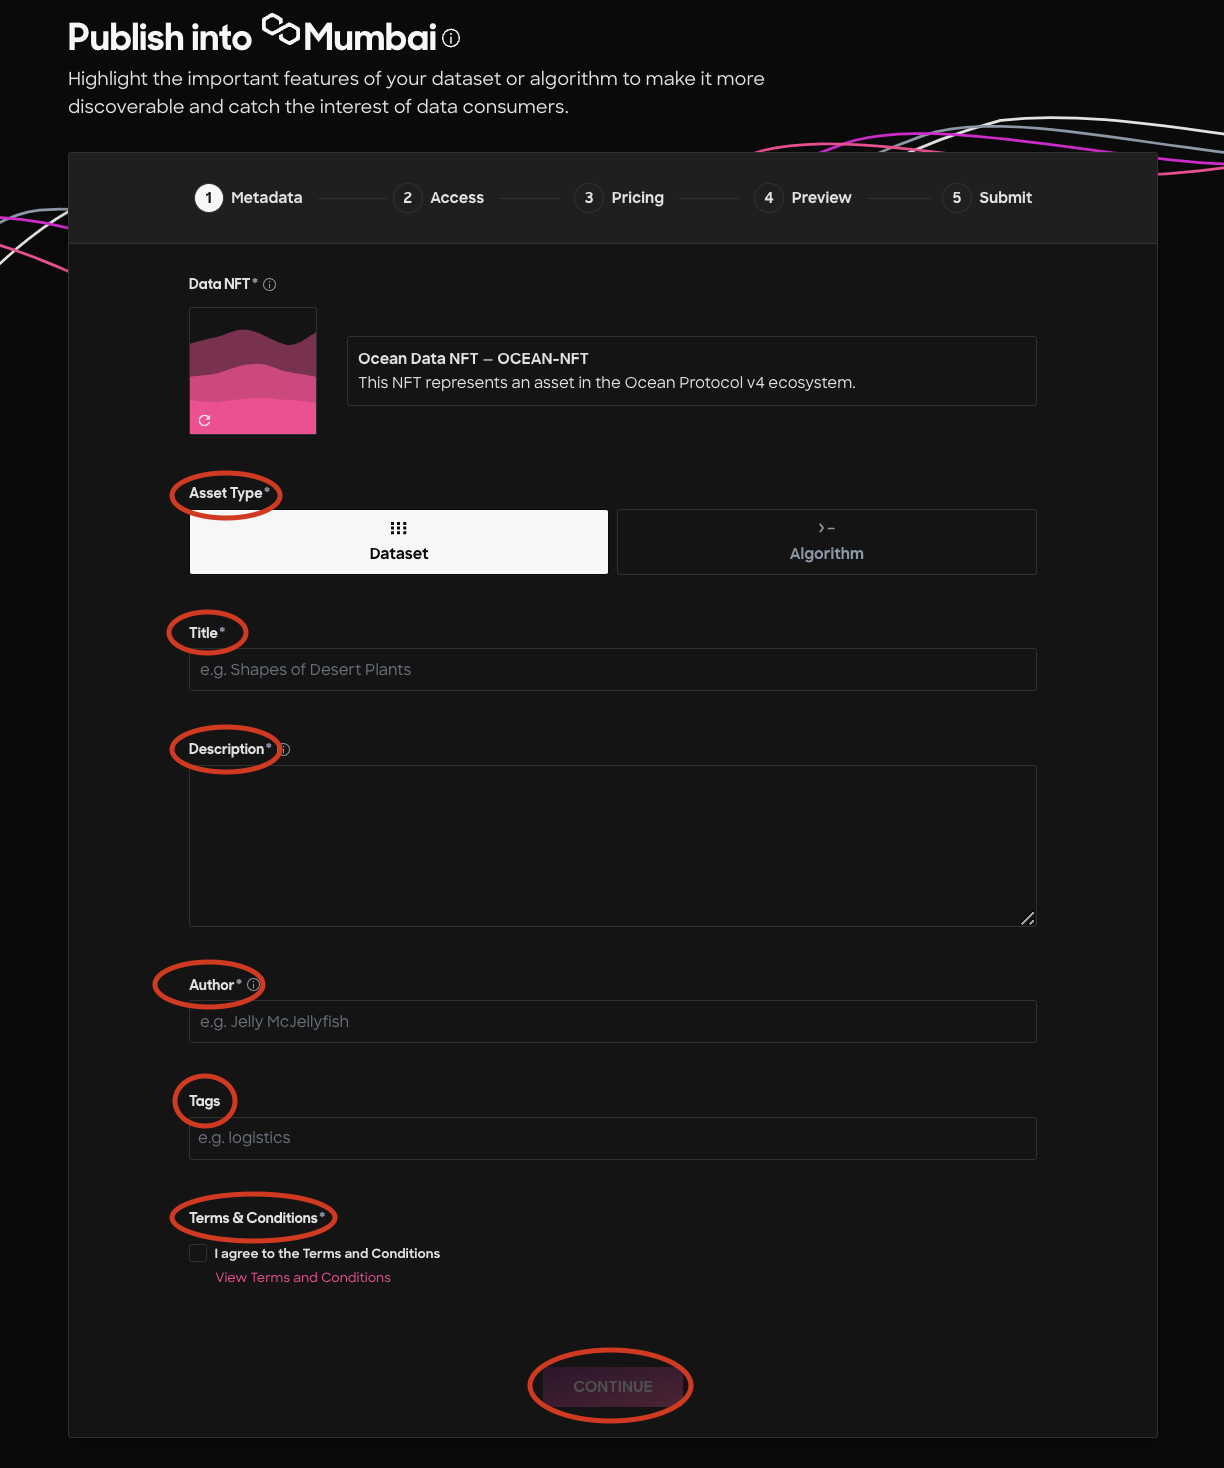 Publish into Mumbai
Highlight the important features of your dataset or algorithm to make it more
discoverable and catch the interest of data consumers.
1 Metadata 2 Access 3 Pricing 4 Preview 5 Submit
Data NFT*
Ocean Data NFT — OCEAN-NFT
This NFT represents an asset in the Ocean Protocol v4 ecosystem.
Asset Type*
Dataset Algorithm
Title*
e.g. Shapes of Desert Plants
Description*
Author*
e.g. Jelly McJellyfish
Tags
e.g. logistics
Terms & Conditions*
I agree to the Terms and Conditions
View Terms and Conditions
CONTINUE